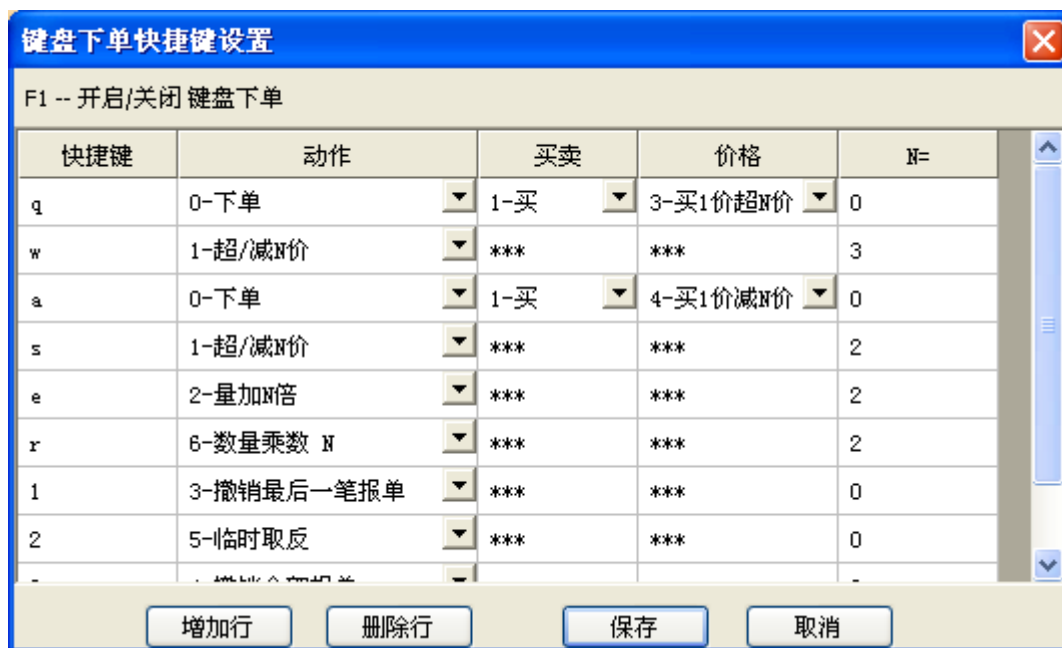 键盘下单快捷键设置
F1 -- 开启/关闭 键盘下单
快捷键 动作 买卖 价格 N=
q 0-下单 1-买 3-买1价超N价 0
w 1-超/减N价 *** *** 3
a 0-下单 1-买 4-买1价减N价 0
s 1-超/减N价 *** *** 2
e 2-量加N倍 *** *** 2
r 6-数量乘数 N *** *** 2
1 3-撤销最后一笔报单 *** *** 0
2 5-临时取反 *** *** 0
增加行 删除行 保存 取消